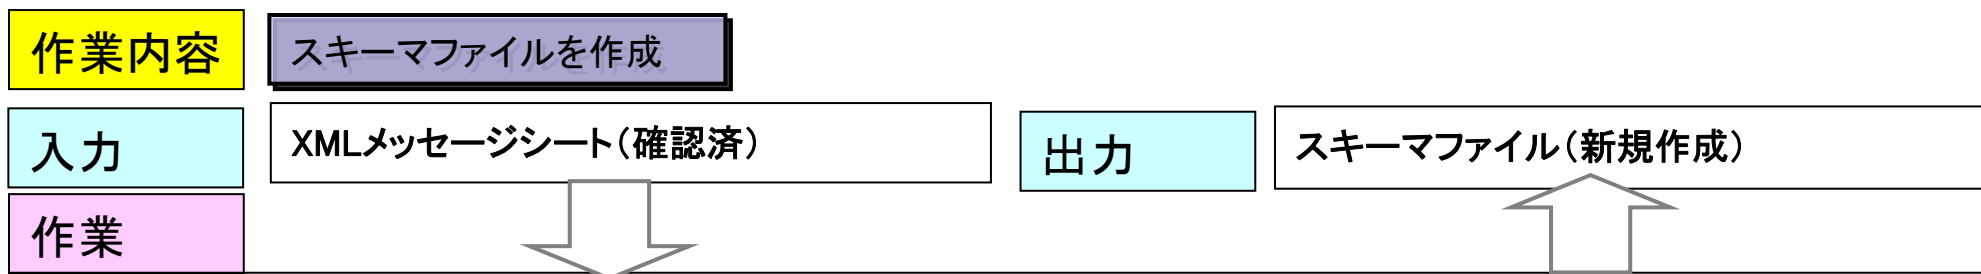 作業内容
スキーマファイルを作成
入力
XMLメッセージシート(確認済)
出力
スキーマファイル(新規作成)
作業